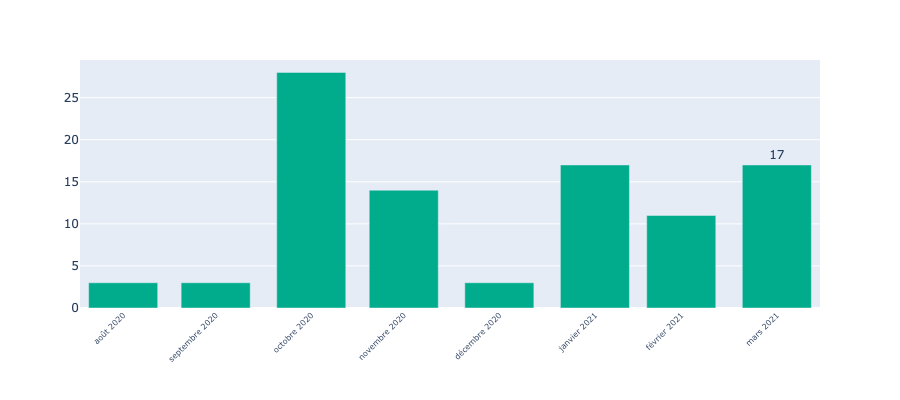 25
20
15
10
5
0
17
août 2020
septembre 2020
octobre 2020
novembre 2020
décembre 2020
janvier 2021
février 2021
mars 2021